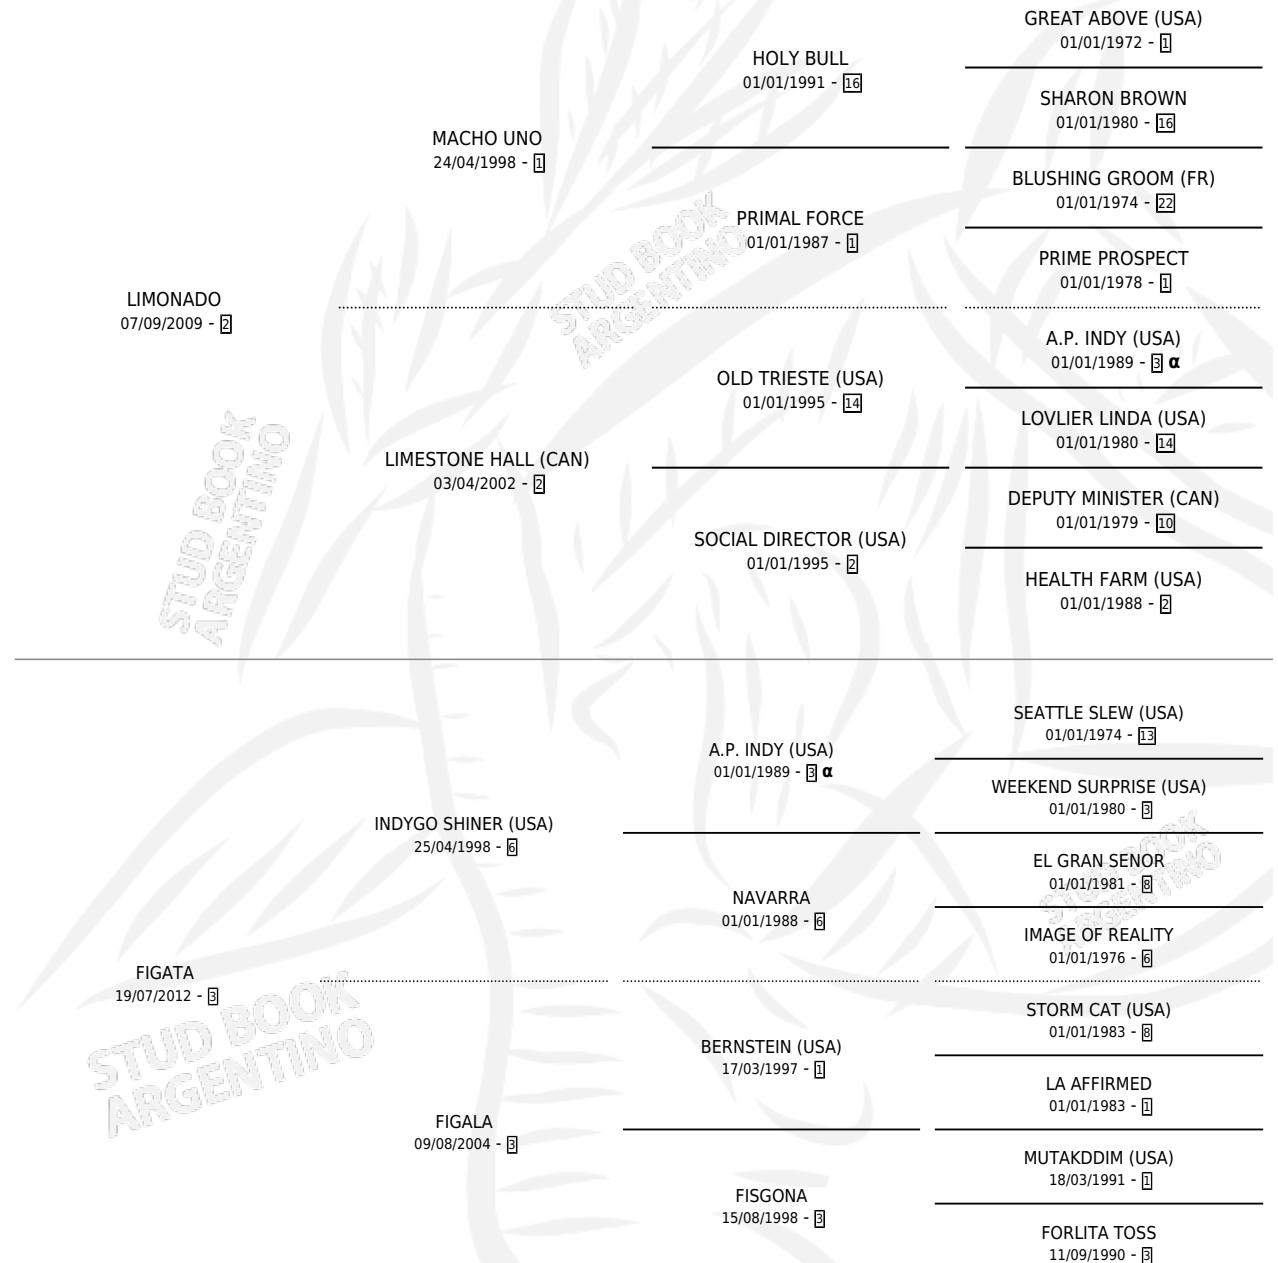 GREAT ABOVE (USA)
01/01/1972 - 1
HOLY BULL
01/01/1991 - 16
SHARON BROWN
01/01/1980 - 16
MACHO UNO
24/04/1998 - 1
BLUSHING GROOM (FR)
01/01/1974 - 22
PRIMAL FORCE
01/01/1987 - 1
PRIME PROSPECT
01/01/1978 - 1
LIMONADO
07/09/2009 - 2
A.P. INDY (USA)
01/01/1989 - 3 α
OLD TRIESTE (USA)
01/01/1995 - 14
LOVLIER LINDA (USA)
01/01/1980 - 14
LIMESTONE HALL (CAN)
03/04/2002 - 2
DEPUTY MINISTER (CAN)
01/01/1979 - 10
SOCIAL DIRECTOR (USA)
01/01/1995 - 2
HEALTH FARM (USA)
01/01/1988 - 2
SEATTLE SLEW (USA)
01/01/1974 - 13
A.P. INDY (USA)
01/01/1989 - 3 α
WEEKEND SURPRISE (USA)
01/01/1980 - 3
INDYGO SHINER (USA)
25/04/1998 - 6
EL GRAN SENOR
01/01/1981 - 8
NAVARRA
01/01/1988 - 6
IMAGE OF REALITY
01/01/1976 - 6
FIGATA
19/07/2012 - 3
STORM CAT (USA)
01/01/1983 - 8
BERNSTEIN (USA)
17/03/1997 - 1
LA AFFIRMED
01/01/1983 - 1
FIGALA
09/08/2004 - 3
MUTAKDDIM (USA)
18/03/1991 - 1
FISGONA
15/08/1998 - 3
FORLITA TOSS
11/09/1990 - 3
STUD BOOK
ARGENTINO
STUD BOOK
ARGENTINO
STUD BOOK
ARGENTINO
STUD BOOK
ARGENTINO